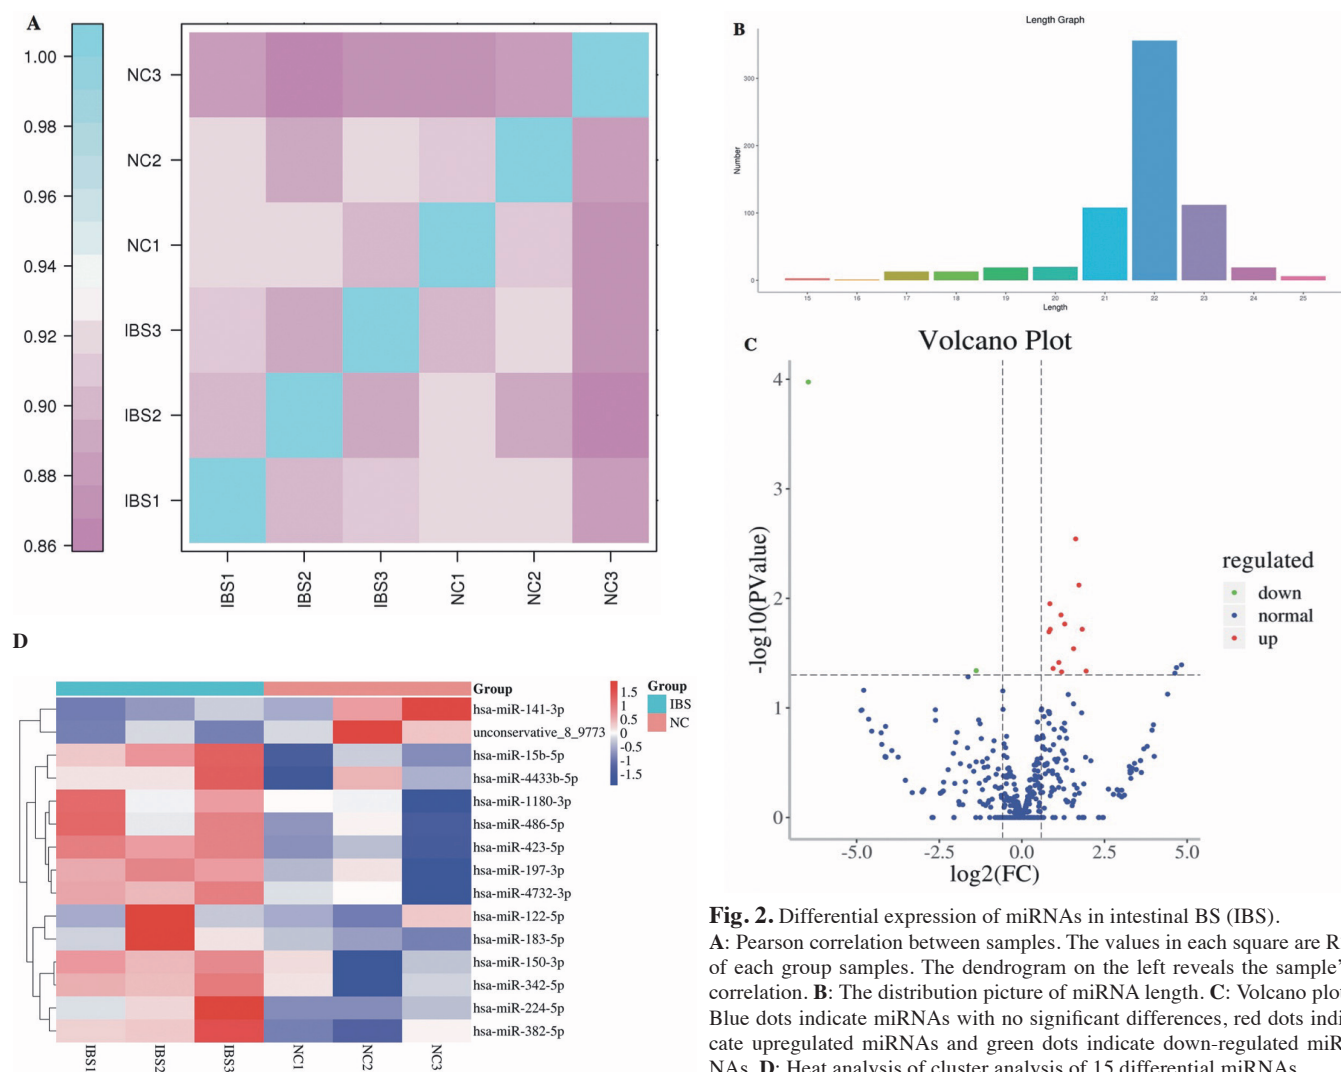 A
1.00
0.98
0.96
0.94
0.92
0.90
0.88
0.86
NC3
NC2
NC1
IBS3
IBS2
IBS1
IBS1
IBS2
IBS3
NC1
NC2
NC3
B
Length Graph
Number
300
200
100
0
15 16 17 18 19 20 21 22 23 24 25
Length
C
Volcano Plot
-log10(PValue)
4
3
2
1
0
-5.0 -2.5 0.0 2.5 5.0
log2(FC)
regulated
down
normal
up
D
Group
hsa-miR-141-3p
unconservative_8_9773
hsa-miR-15b-5p
hsa-miR-4433b-5p
hsa-miR-1180-3p
hsa-miR-486-5p
hsa-miR-423-5p
hsa-miR-197-3p
hsa-miR-4732-3p
hsa-miR-122-5p
hsa-miR-183-5p
hsa-miR-150-3p
hsa-miR-342-5p
hsa-miR-224-5p
hsa-miR-382-5p
IBS1
IBS2
IBS3
NC1
NC2
NC3
1.5
1
0.5
0
-0.5
-1
-1.5
Group
IBS
NC
Fig. 2. Differential expression of miRNAs in intestinal BS (IBS).
A: Pearson correlation between samples. The values in each square are R
of each group samples. The dendrogram on the left reveals the sample'
correlation. B: The distribution picture of miRNA length. C: Volcano plot
Blue dots indicate miRNAs with no significant differences, red dots indi
cate upregulated miRNAs and green dots indicate down-regulated miR
NAs. D: Heat analysis of cluster analysis of 15 differential miRNAs.